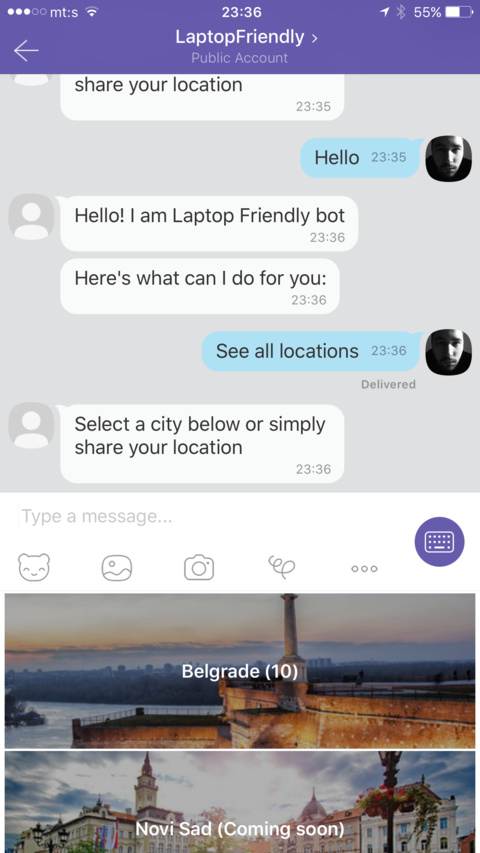 mt:s
23:36
55%
LaptopFriendly
Public Account
share your location
23:35
Hello 23:35
Hello! I am Laptop Friendly bot
23:36
Here's what can I do for you:
23:36
See all locations 23:36
Delivered
Select a city below or simply
share your location
23:36
Type a message...
Belgrade (10)
Novi Sad (Coming soon)